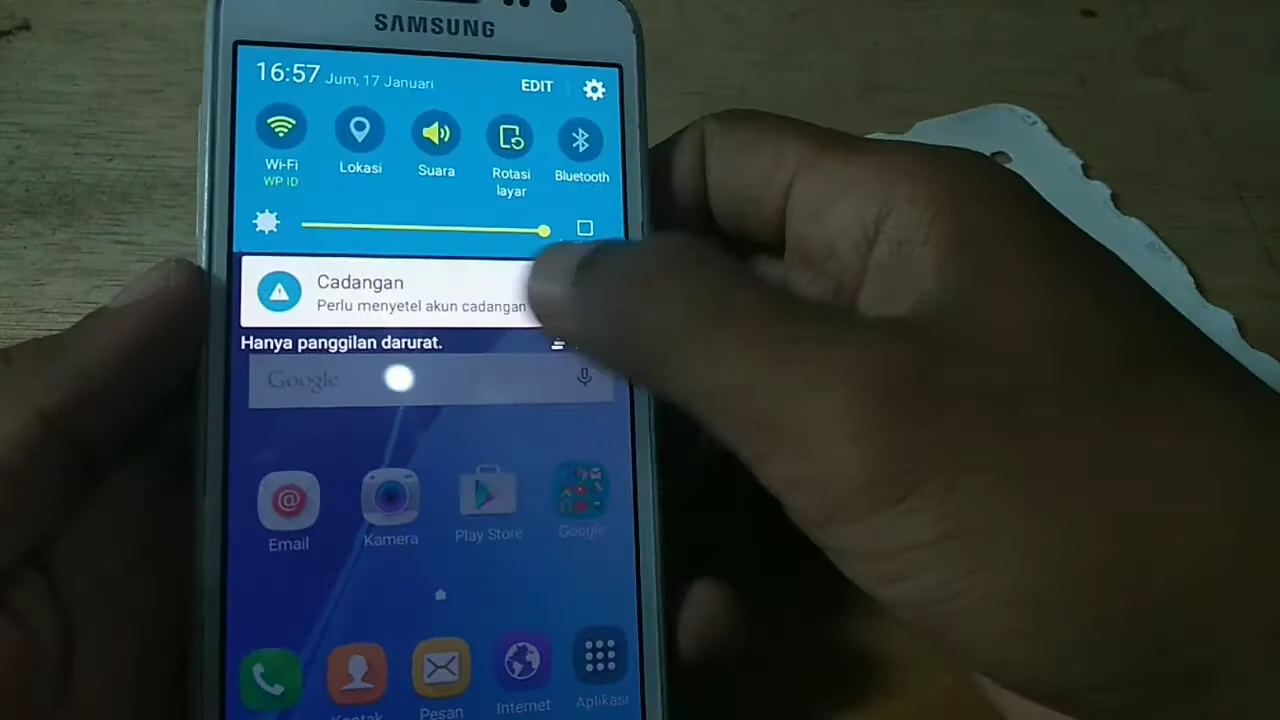 SAMSUNG
16:57 Jum, 17 Januari EDIT
Wi-Fi Lokasi Suara Rotasi layar Bluetooth
WP ID
Cadangan
Perlu menyetel akun cadangan
Hanya panggilan darurat.
Google
Email Kamera Play Store Google
Kontak Pesan Internet Aplikasi